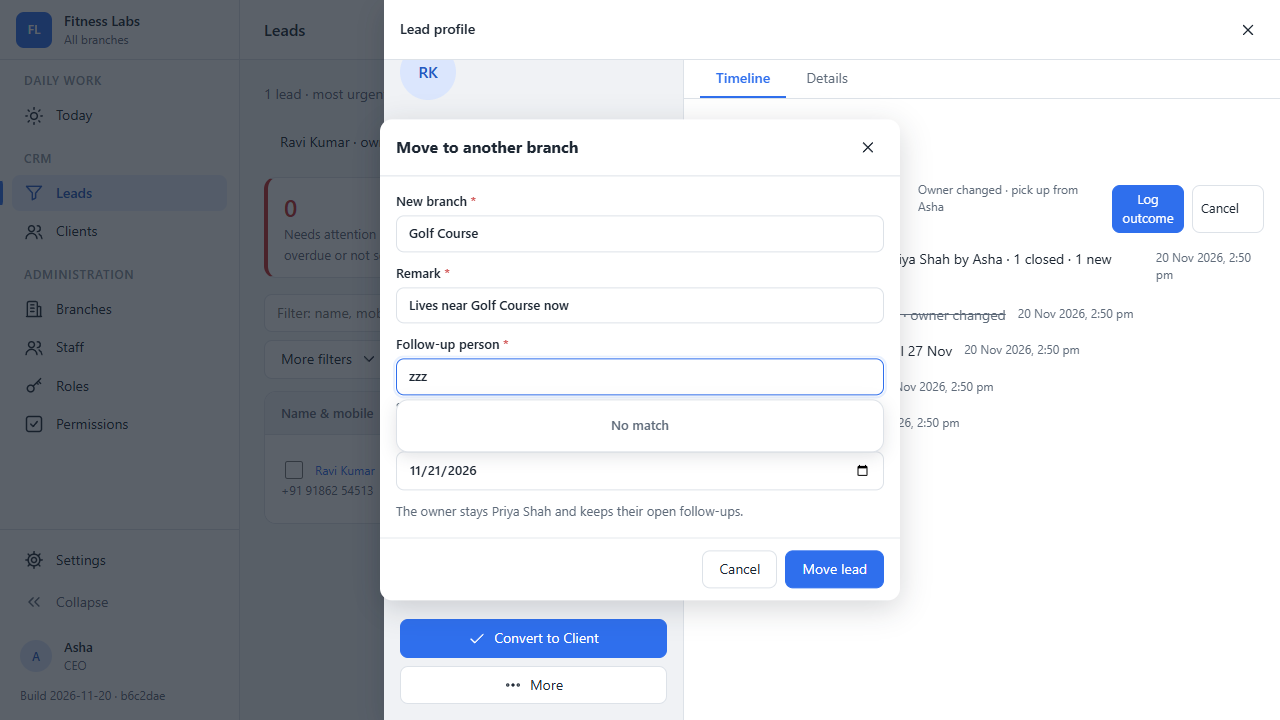 FL
Fitness Labs
All branches
DAILY WORK
Today
CRM
Leads
Clients
ADMINISTRATION
Branches
Staff
Roles
Permissions
Settings
Collapse
A
Asha
CEO
Build 2026-11-20 · b6c2dae
Leads
1 lead · most urgen
Ravi Kumar · ow
0
Needs attention
overdue or not s
Filter: name, mob
More filters
Name & mobile
Ravi Kumar
+91 91862 54513
Lead profile
RK
Timeline
Details
Owner changed · pick up from
Asha
Log
outcome
Cancel
iya Shah by Asha · 1 closed · 1 new
20 Nov 2026, 2:50
pm
· owner changed
20 Nov 2026, 2:50 pm
l 27 Nov
20 Nov 2026, 2:50 pm
Nov 2026, 2:50 pm
26, 2:50 pm
Move to another branch
New branch *
Golf Course
Remark *
Lives near Golf Course now
Follow-up person *
zzz
No match
11/21/2026
The owner stays Priya Shah and keeps their open follow-ups.
Cancel
Move lead
Convert to Client
More